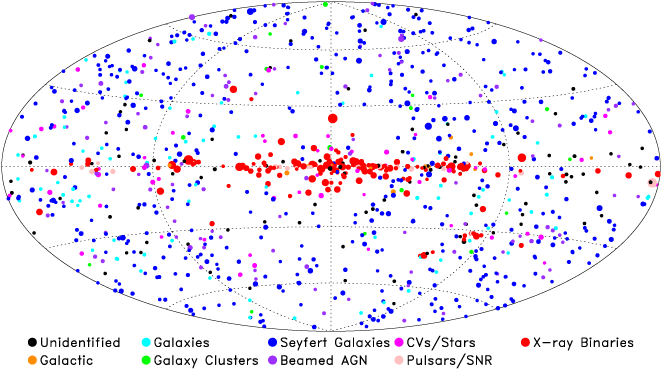 Unidentified Galaxies Seyfert Galaxies CVs/Stars X-ray Binaries
Galactic Galaxy Clusters Beamed AGN Pulsars/SNR